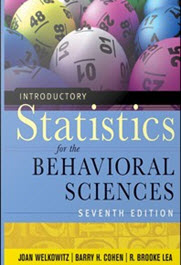 INTRODUCTORY
Statistics
for the
BEHAVIORAL
SCIENCES
SEVENTH EDITION
JOAN WELKOWITZ | BARRY H. COHEN | R. BROOKE LEA